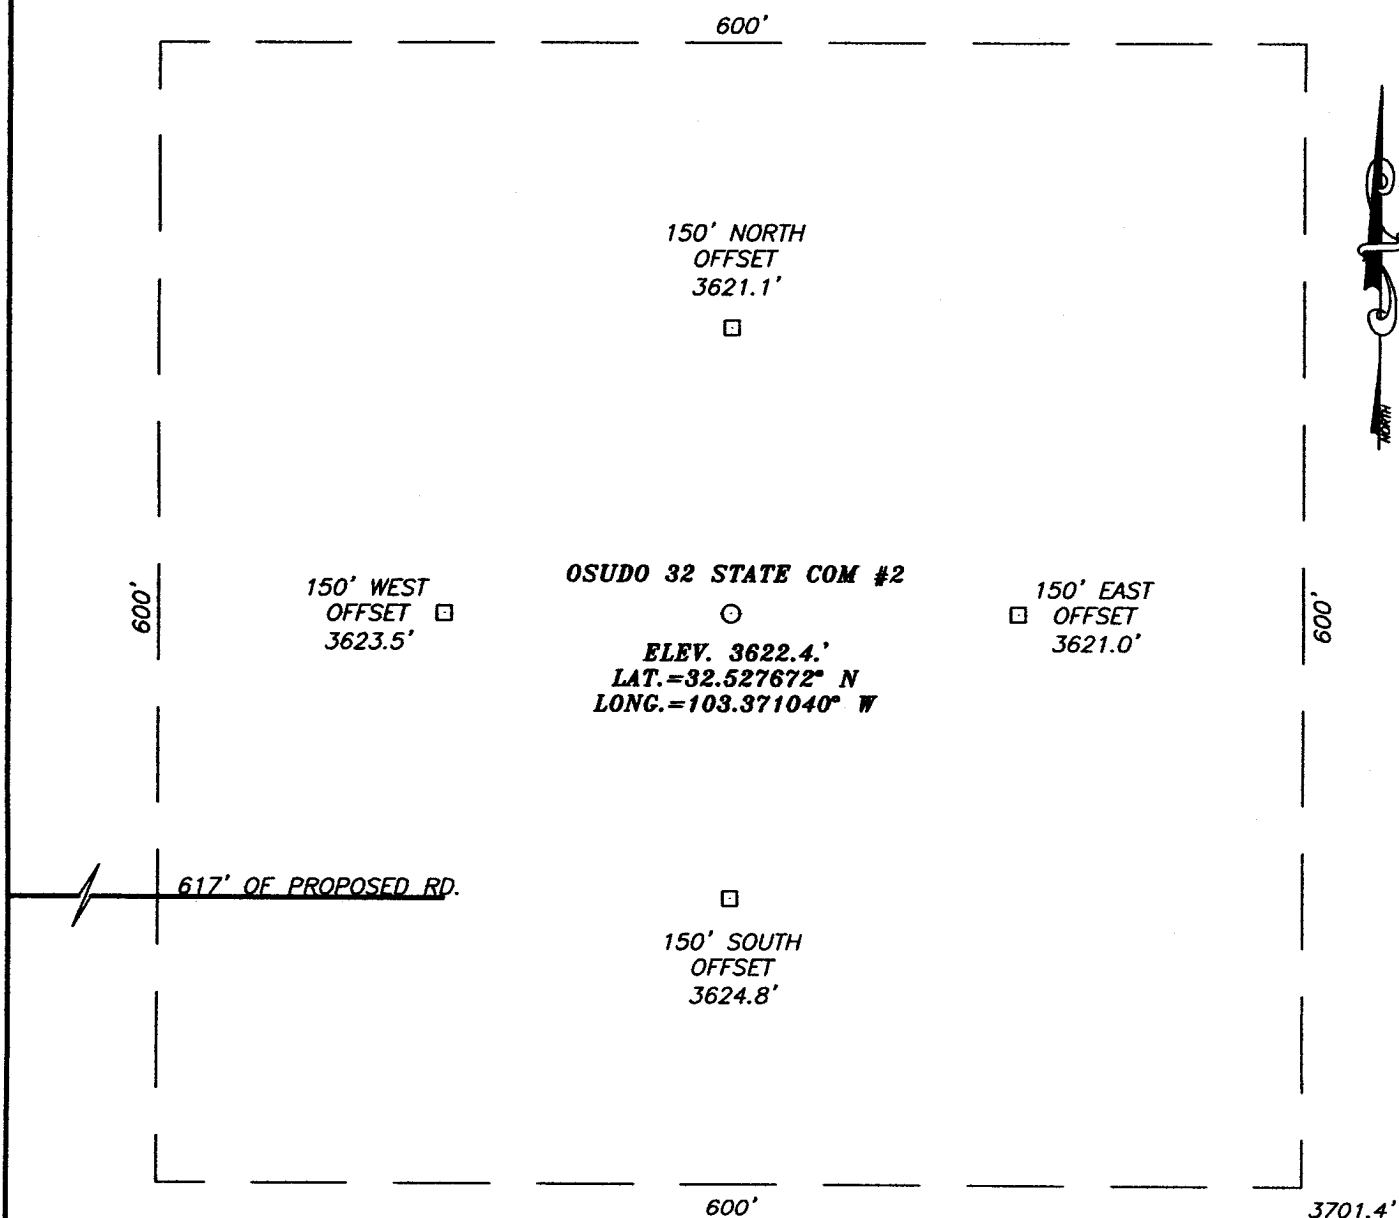 600'
150' NORTH
OFFSET
3621.1'
NORTH
OSUDO 32 STATE COM #2
150' WEST
OFFSET
3623.5'
150' EAST
OFFSET
3621.0'
600'
600'
ELEV. 3622.4.'
LAT.=32.527672° N
LONG.=103.371040° W
617' OF PROPOSED RD.
150' SOUTH
OFFSET
3624.8'
600'
3701.4'